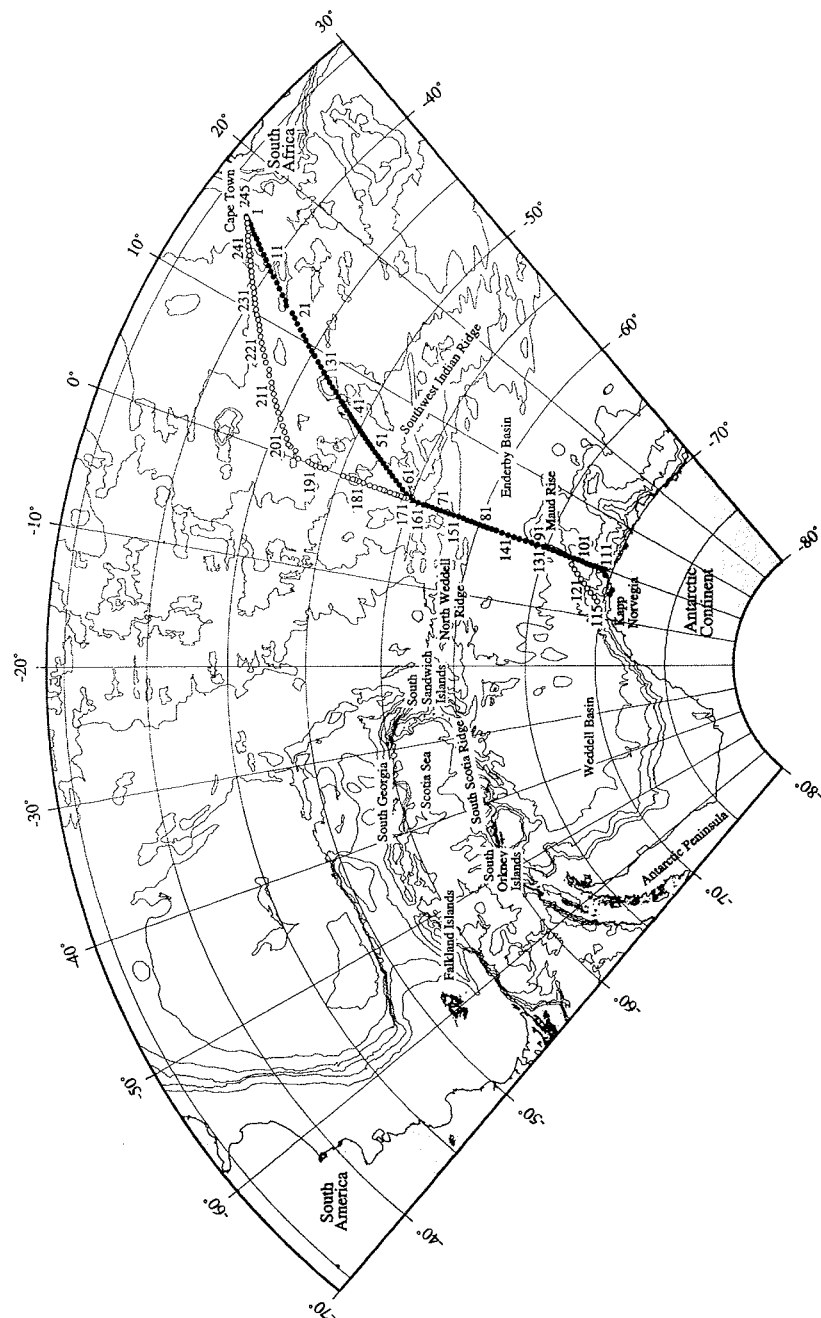 30°
20°
10°
0°
-10°
-20°
-30°
-40°
-50°
-60°
-70°
-40°
-50°
-60°
-70°
-80°
-40°
-50°
-60°
-70°
-80°
South
Africa
Cape Town
245
1
11
21
31
41
51
61
71
81
91
101
111
115
121
131
141
151
161
171
181
191
201
211
221
231
241
Southwest Indian Ridge
Enderby Basin
Maud Rise
Kapp
Norvegia
Antarctic
Continent
North Weddell
Ridge
South
Sandwich
Islands
South Georgia
Scotia Sea
South Scotia Ridge
Weddell Basin
South
Orkney
Islands
Antarctic Peninsula
Falkland Islands
South
America